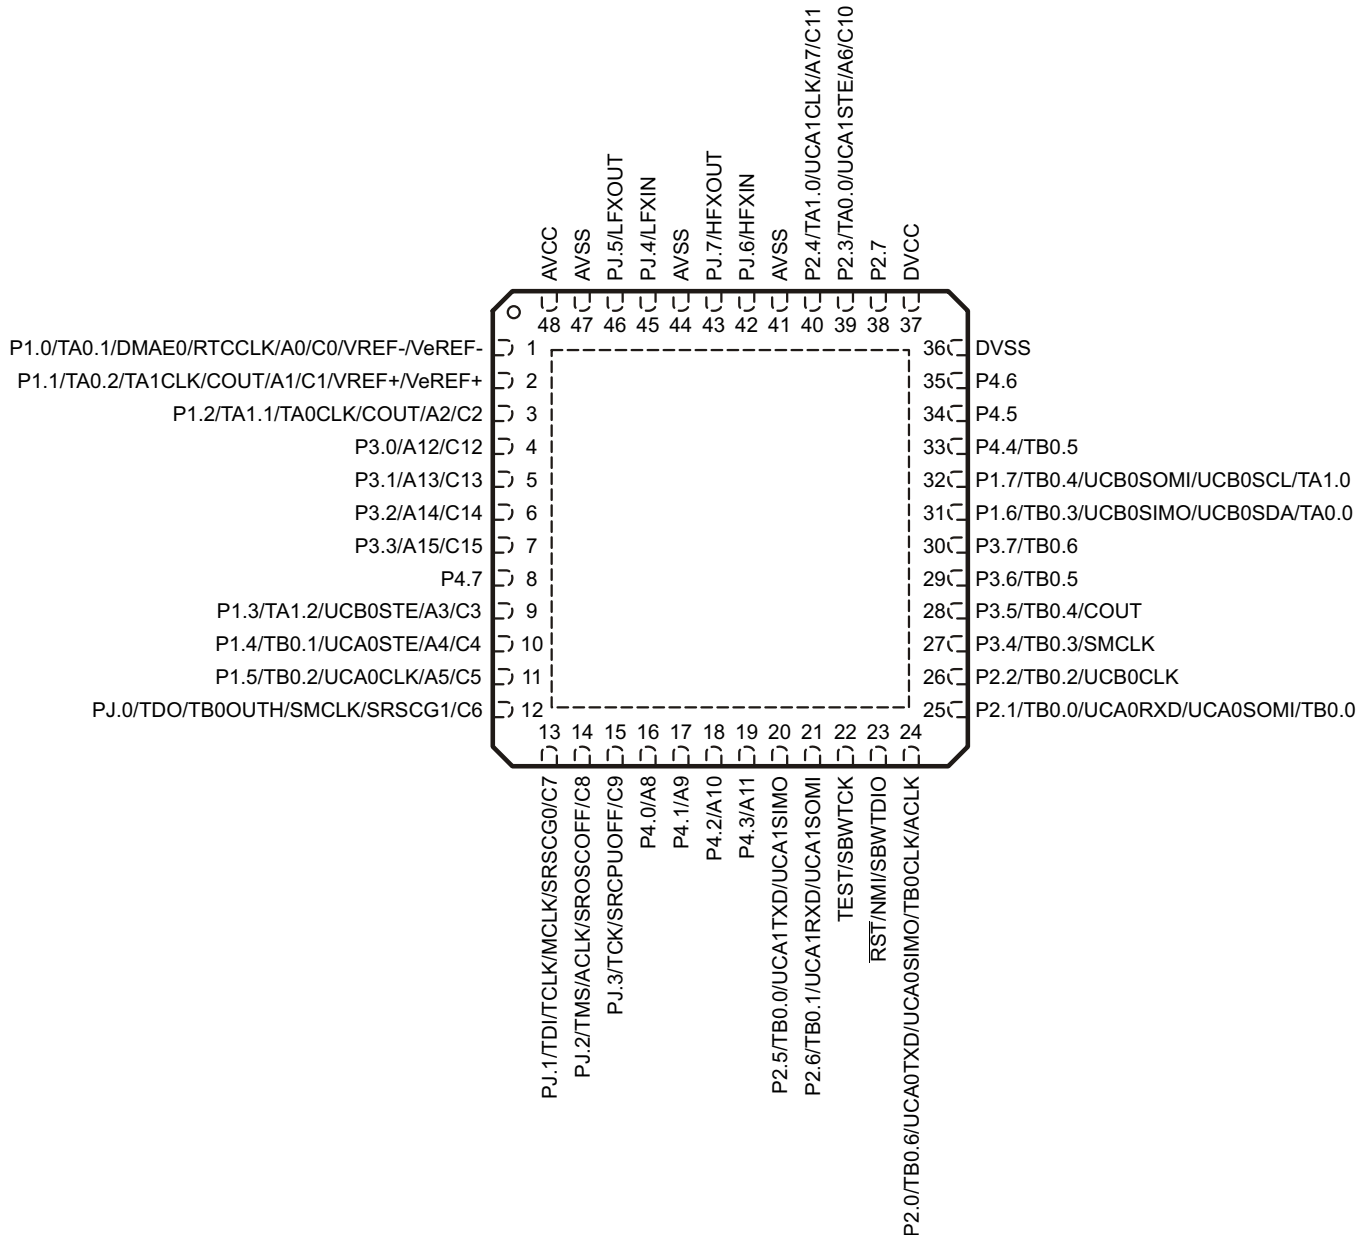 P2.4/TA1.0/UCA1CLK/A7/C11
P2.3/TA0.0/UCA1STE/A6/C10
AVCC
AVSS
PJ.5/LFXOUT
PJ.4/LFXIN
AVSS
PJ.7/HFXOUT
PJ.6/HFXIN
AVSS
P2.7
DVCC
48 47 46 45 44 43 42 41 40 39 38 37
P1.0/TA0.1/DMAE0/RTCCLK/A0/C0/VREF-/VeREF- 1
P1.1/TA0.2/TA1CLK/COUT/A1/C1/VREF+/VeREF+ 2
P1.2/TA1.1/TA0CLK/COUT/A2/C2 3
P3.0/A12/C12 4
P3.1/A13/C13 5
P3.2/A14/C14 6
P3.3/A15/C15 7
P4.7 8
P1.3/TA1.2/UCB0STE/A3/C3 9
P1.4/TB0.1/UCA0STE/A4/C4 10
P1.5/TB0.2/UCA0CLK/A5/C5 11
PJ.0/TDO/TB0OUTH/SMCLK/SRSCG1/C6 12
36 DVSS
35 P4.6
34 P4.5
33 P4.4/TB0.5
32 P1.7/TB0.4/UCB0SOMI/UCB0SCL/TA1.0
31 P1.6/TB0.3/UCB0SIMO/UCB0SDA/TA0.0
30 P3.7/TB0.6
29 P3.6/TB0.5
28 P3.5/TB0.4/COUT
27 P3.4/TB0.3/SMCLK
26 P2.2/TB0.2/UCB0CLK
25 P2.1/TB0.0/UCA0RXD/UCA0SOMI/TB0.0
13 14 15 16 17 18 19 20 21 22 23 24
PJ.1/TDI/TCLK/MCLK/SRSCG0/C7
PJ.2/TMS/ACLK/SROSCOFF/C8
PJ.3/TCK/SRCPUOFF/C9
P4.0/A8
P4.1/A9
P4.2/A10
P4.3/A11
P2.5/TB0.0/UCA1TXD/UCA1SIMO
P2.6/TB0.1/UCA1RXD/UCA1SOMI
TEST/SBWTCK
RST/NMI/SBWTDIO
P2.0/TB0.6/UCA0TXD/UCA0SIMO/TB0CLK/ACLK